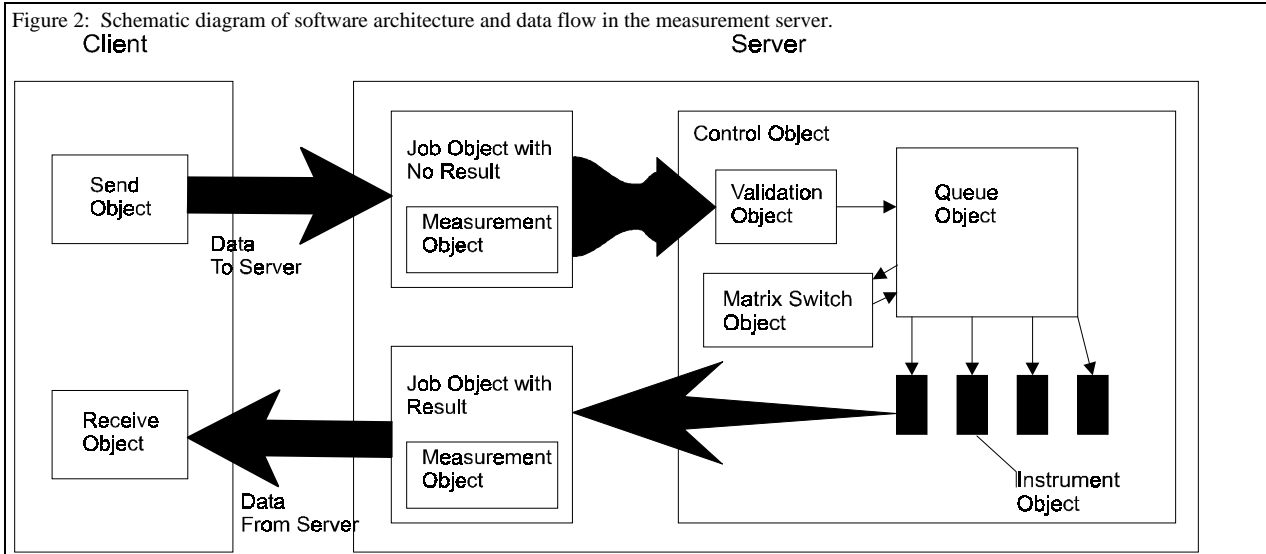 Figure 2: Schematic diagram of software architecture and data flow in the measurement server.
Client
Server
Send
Object
Data
To Server
Job Object with
No Result
Measurement
Object
Control Object
Validation
Object
Queue
Object
Matrix Switch
Object
Receive
Object
Data
From Server
Job Object with
Result
Measurement
Object
Instrument
Object